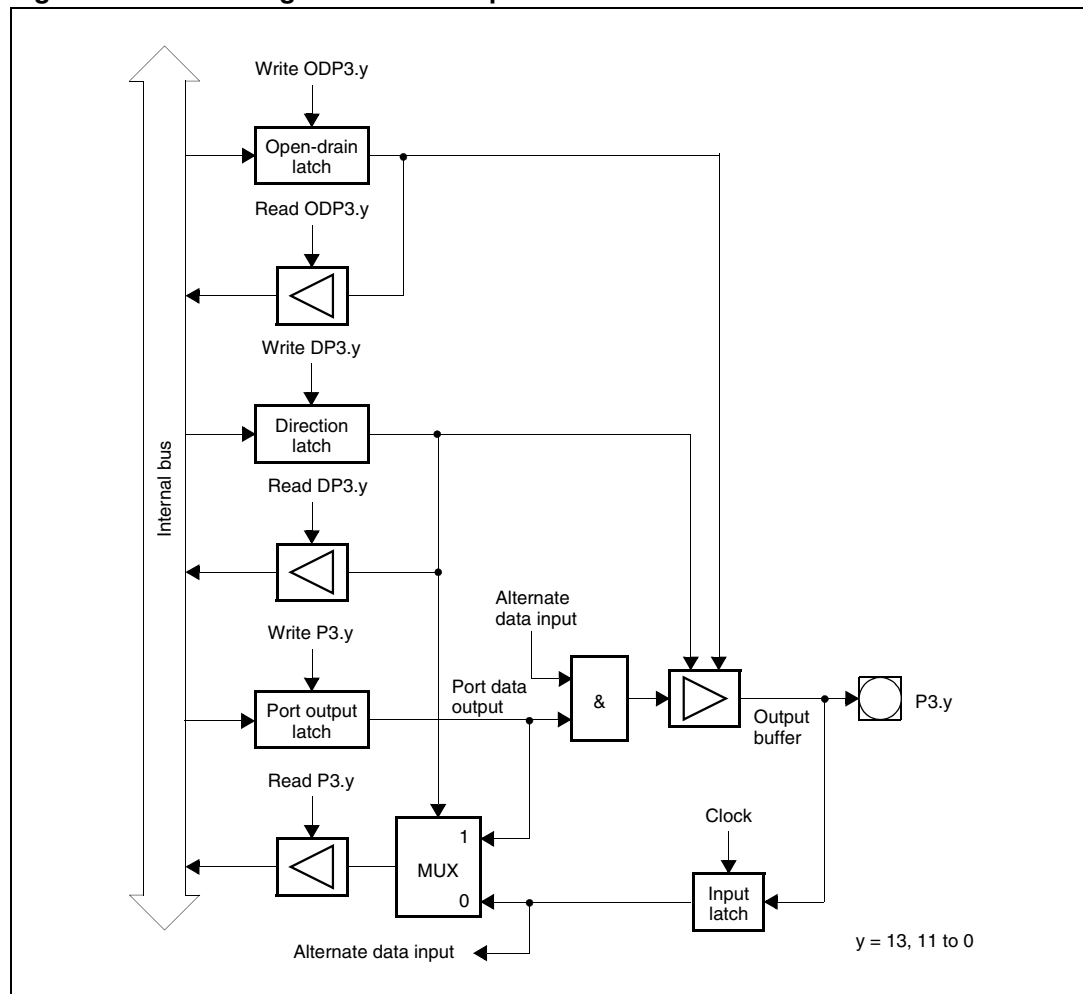 Write ODP3.y
Open-drain
latch
Read ODP3.y
Write DP3.y
Direction
latch
Internal bus
Read DP3.y
Alternate
data input
Write P3.y
Port data
output
&
Port output
latch
Output
buffer
P3.y
Read P3.y
Clock
1
MUX
0
Input
latch
Alternate data input
y = 13, 11 to 0